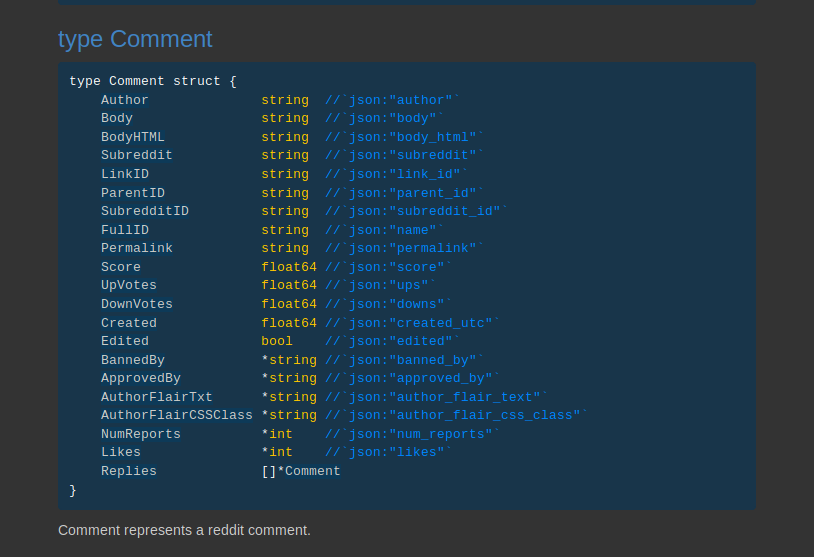 type Comment
type Comment struct {
    Author              string  //`json:"author"`
    Body                string  //`json:"body"`
    BodyHTML            string  //`json:"body_html"`
    Subreddit           string  //`json:"subreddit"`
    LinkID              string  //`json:"link_id"`
    ParentID            string  //`json:"parent_id"`
    SubredditID         string  //`json:"subreddit_id"`
    FullID              string  //`json:"name"`
    Permalink           string  //`json:"permalink"`
    Score               float64 //`json:"score"`
    UpVotes             float64 //`json:"ups"`
    DownVotes           float64 //`json:"downs"`
    Created             float64 //`json:"created_utc"`
    Edited              bool    //`json:"edited"`
    BannedBy            *string //`json:"banned_by"`
    ApprovedBy          *string //`json:"approved_by"`
    AuthorFlairTxt      *string //`json:"author_flair_text"`
    AuthorFlairCSSClass *string //`json:"author_flair_css_class"`
    NumReports          *int    //`json:"num_reports"`
    Likes               *int    //`json:"likes"`
    Replies             []*Comment
}
Comment represents a reddit comment.